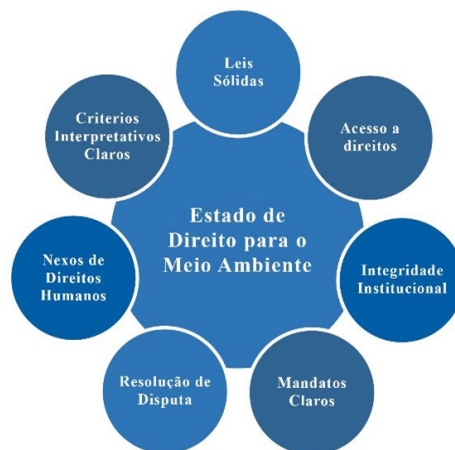 Leis
Sólidas
Acesso a
direitos
Integridade
Institucional
Mandatos
Claros
Resolução de
Disputa
Nexos de
Direitos
Humanos
Criterios
Interpretativos
Claros
Estado de
Direito para o
Meio Ambiente